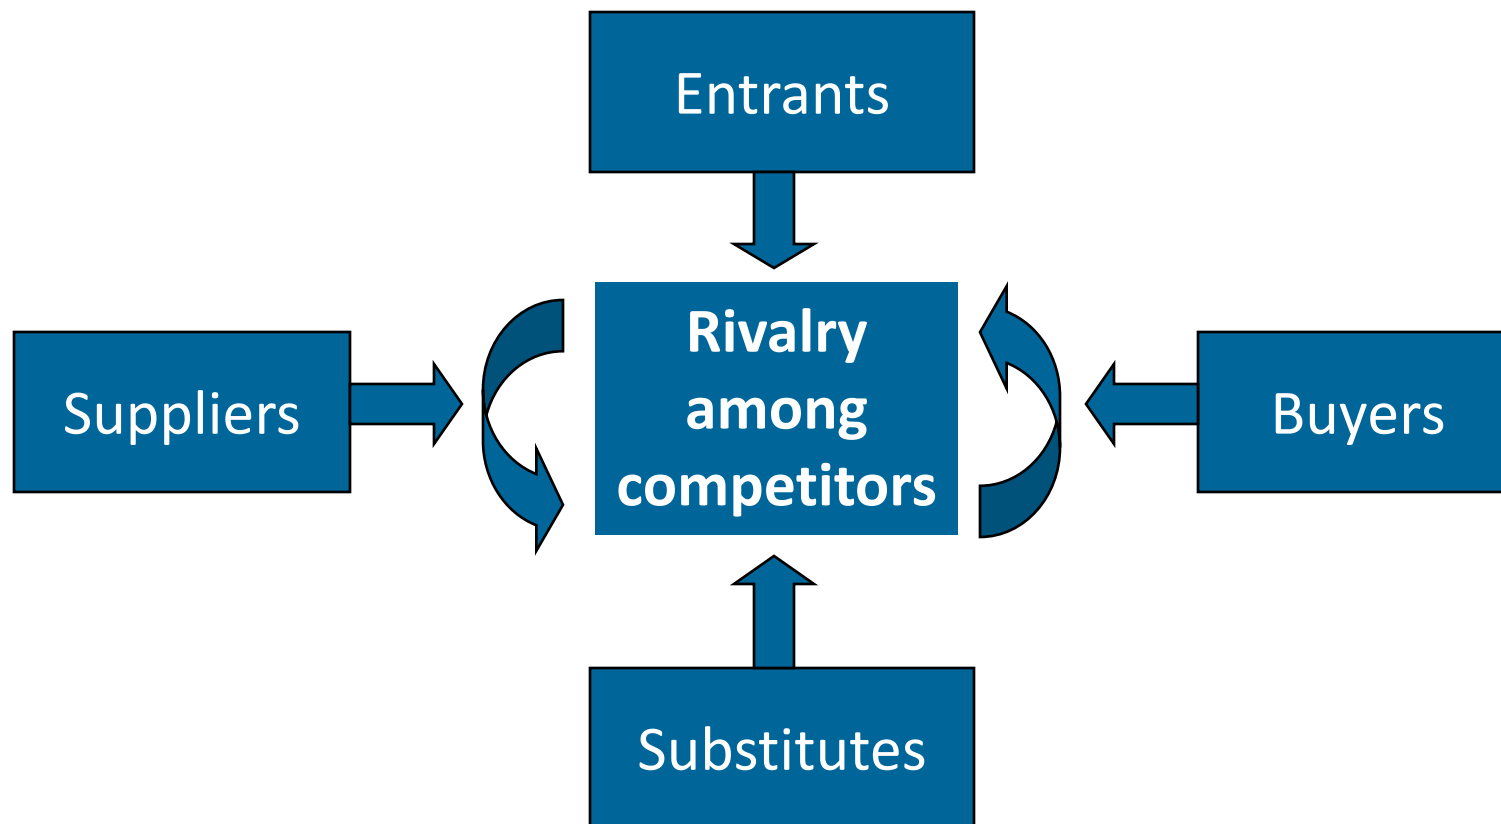 Entrants
Suppliers
Rivalry
among
competitors
Buyers
Substitutes